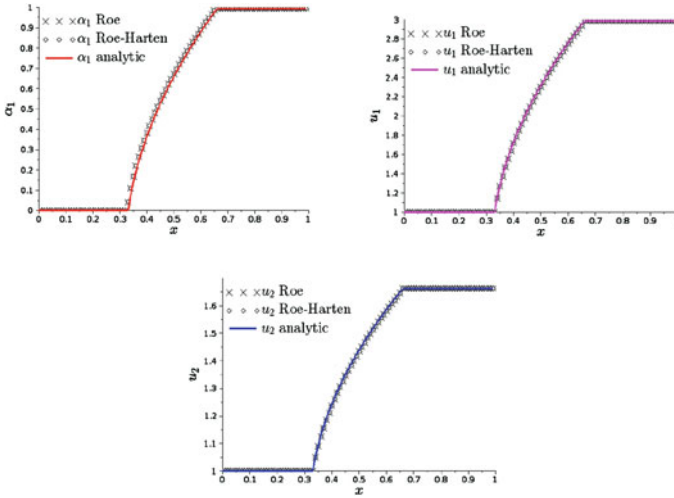 × × × α₁ Roe
∘ ∘ ∘ α₁ Roe-Harten
— α₁ analytic
α₁
1
0.9
0.8
0.7
0.6
0.5
0.4
0.3
0.2
0.1
0
0 0.1 0.2 0.3 0.4 0.5 0.6 0.7 0.8 0.9 1
x
× × × u₁ Roe
∘ ∘ ∘ u₁ Roe-Harten
— u₁ analytic
u₁
3
2.8
2.6
2.4
2.2
2
1.8
1.6
1.4
1.2
1
0 0.1 0.2 0.3 0.4 0.5 0.6 0.7 0.8 0.9
x
× × × u₂ Roe
∘ ∘ ∘ u₂ Roe-Harten
— u₂ analytic
u₂
1.6
1.5
1.4
1.3
1.2
1.1
1
0 0.1 0.2 0.3 0.4 0.5 0.6 0.7 0.8 0.9 1
x